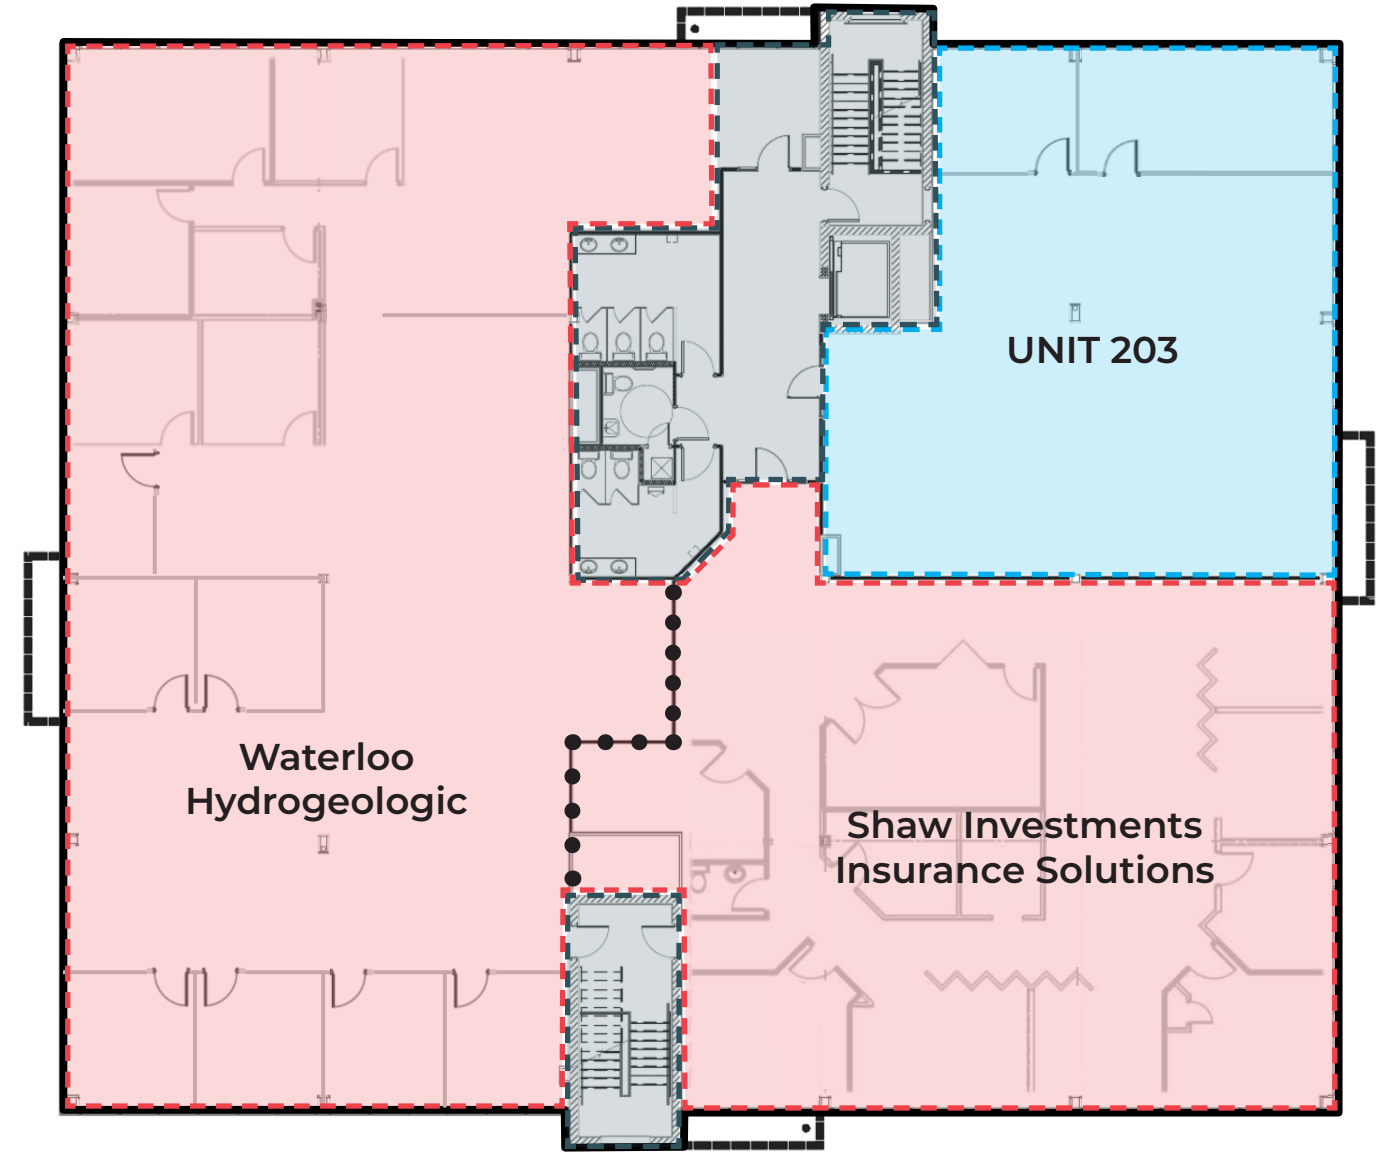 UNIT 203
Waterloo
Hydrogeologic
Shaw Investments
Insurance Solutions